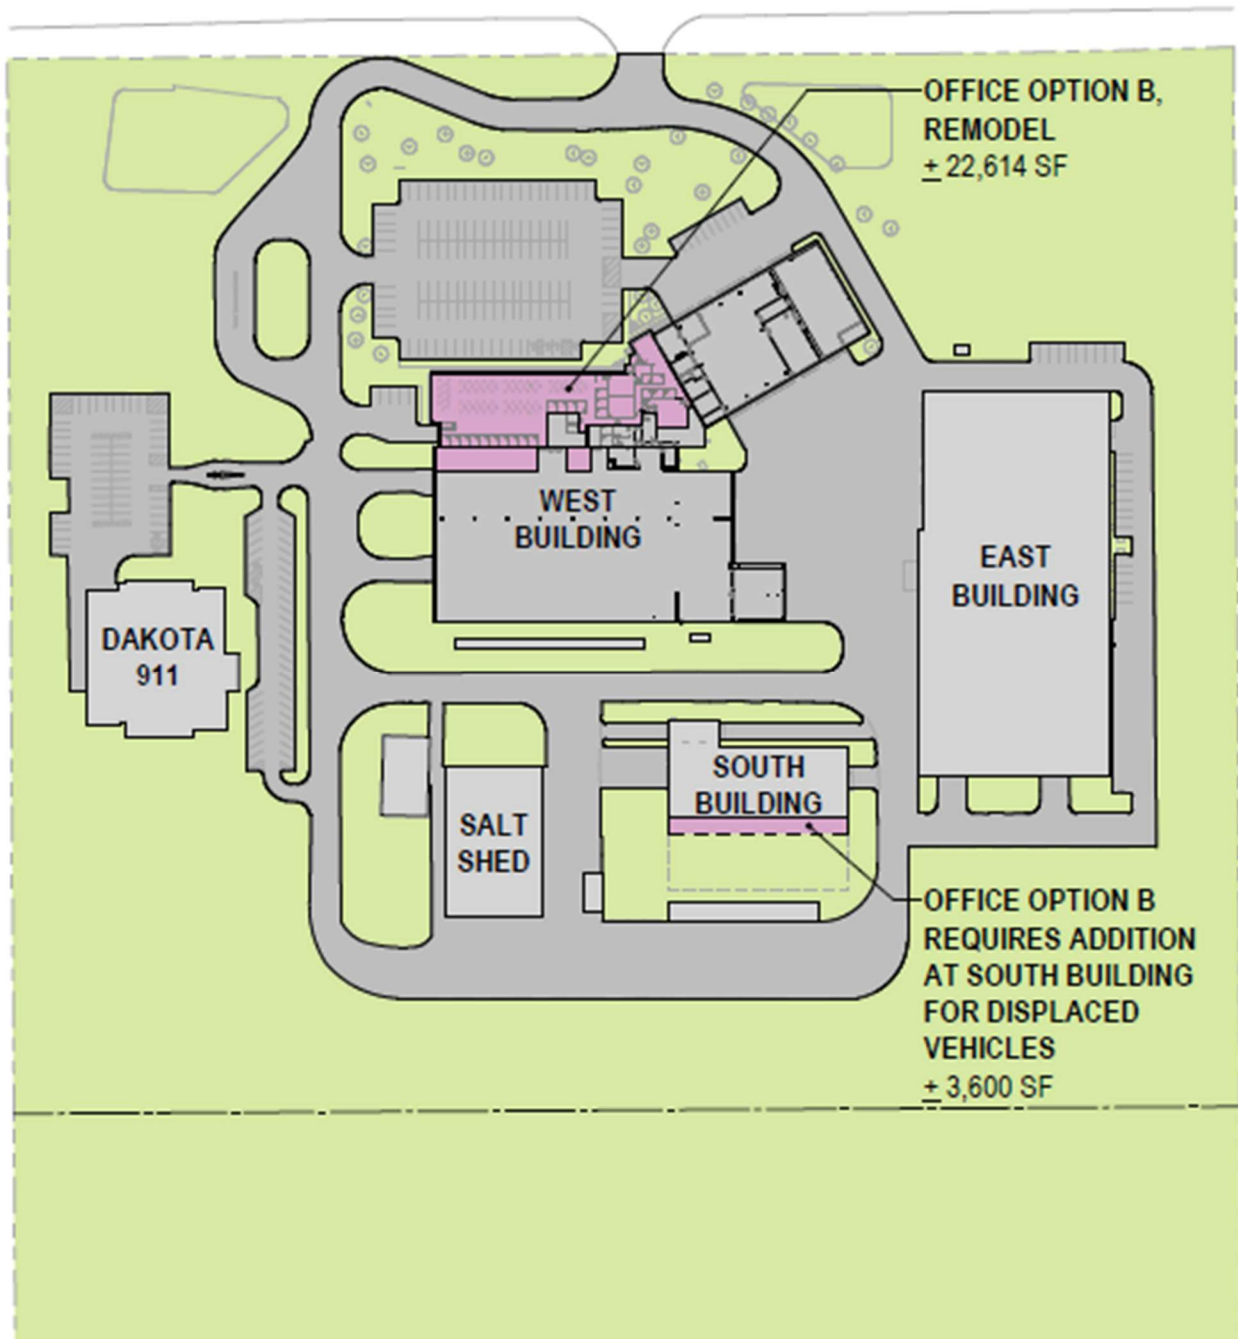 OFFICE OPTION B,
REMODEL
± 22,614 SF
WEST
BUILDING
EAST
BUILDING
DAKOTA
911
SOUTH
BUILDING
SALT
SHED
OFFICE OPTION B
REQUIRES ADDITION
AT SOUTH BUILDING
FOR DISPLACED
VEHICLES
± 3,600 SF